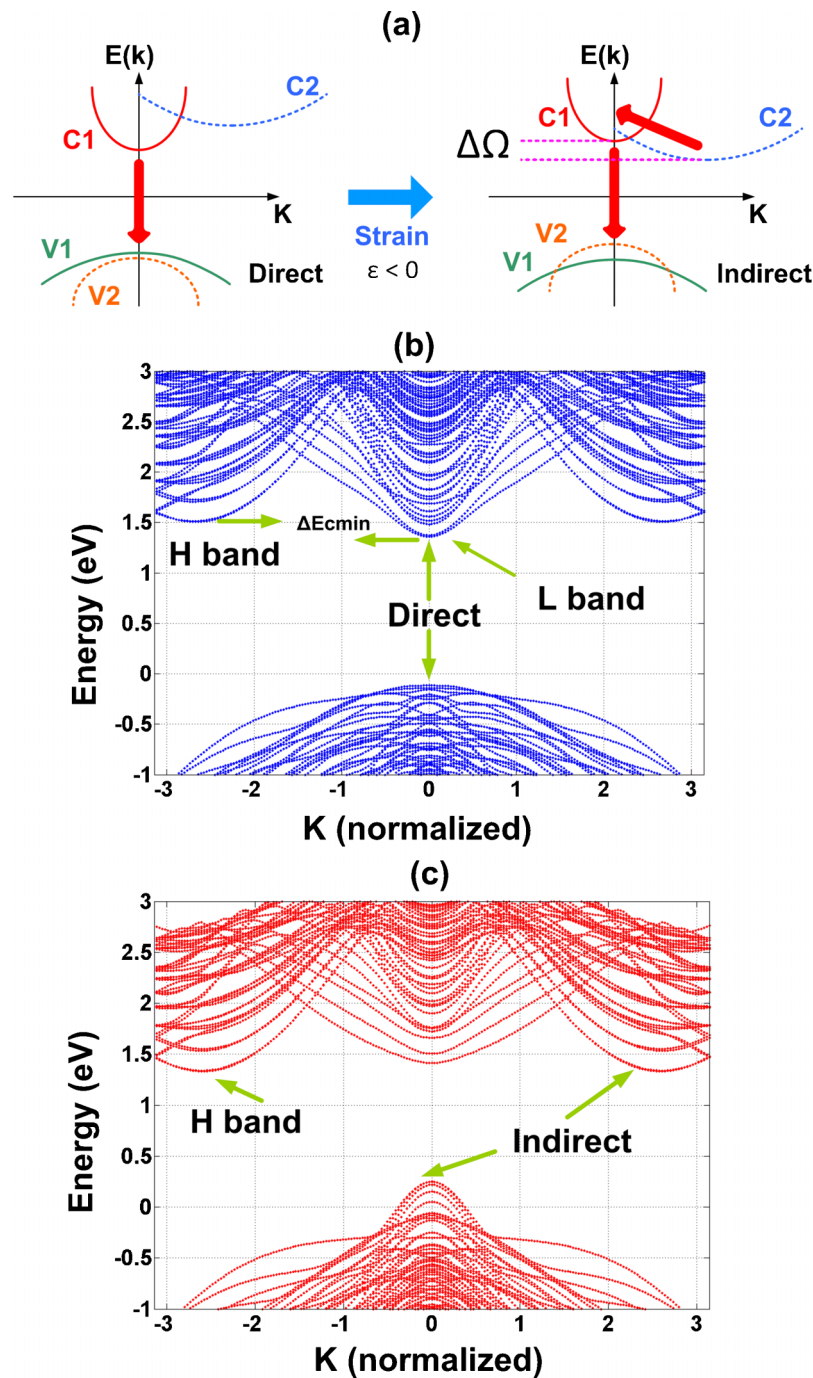 (a)
E(k)
C2
C1
K
V1
V2
Direct
Strain
ε < 0
E(k)
C1
C2
ΔΩ
K
V2
V1
Indirect
(b)
3
2.5
2
1.5
1
0.5
0
-0.5
-1
Energy (eV)
ΔEcmin
H band
L band
Direct
-3 -2 -1 0 1 2 3
K (normalized)
(c)
3
2.5
2
1.5
1
0.5
0
-0.5
-1
Energy (eV)
H band
Indirect
-3 -2 -1 0 1 2 3
K (normalized)